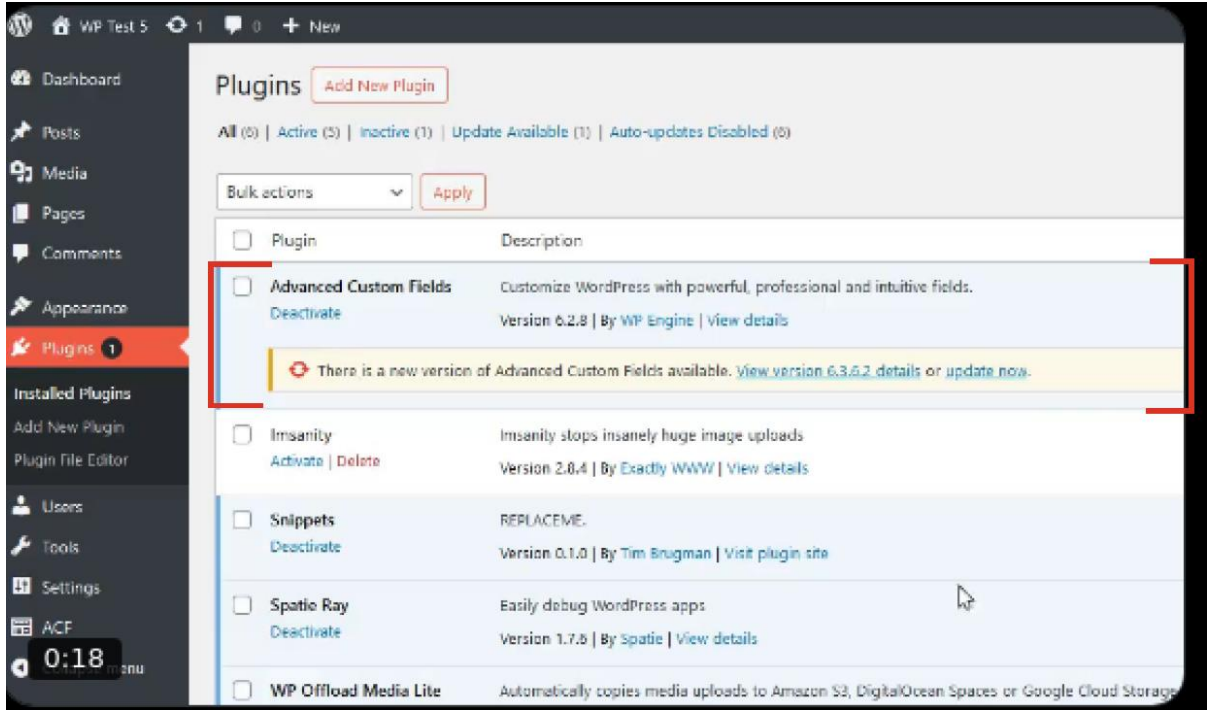 WP Test 5 1 0 + New
Dashboard
Posts
Media
Pages
Comments
Appearance
Plugins 1
Installed Plugins
Add New Plugin
Plugin File Editor
Users
Tools
Settings
ACF
menu
0:18
Plugins Add New Plugin
All (6) | Active (5) | Inactive (1) | Update Available (1) | Auto-updates Disabled (6)
Bulk actions Apply
Plugin Description
Advanced Custom Fields Customize WordPress with powerful, professional and intuitive fields.
Deactivate Version 6.2.8 | By WP Engine | View details
There is a new version of Advanced Custom Fields available. View version 6.3.6.2 details or update now.
Imsanity Imsanity stops insanely huge image uploads
Activate | Delete Version 2.8.4 | By Exactly WWW | View details
Snippets REPLACEME.
Deactivate Version 0.1.0 | By Tim Brugman | Visit plugin site
Spatie Ray Easily debug WordPress apps
Deactivate Version 1.7.6 | By Spatie | View details
WP Offload Media Lite Automatically copies media uploads to Amazon S3, DigitalOcean Spaces or Google Cloud Storage